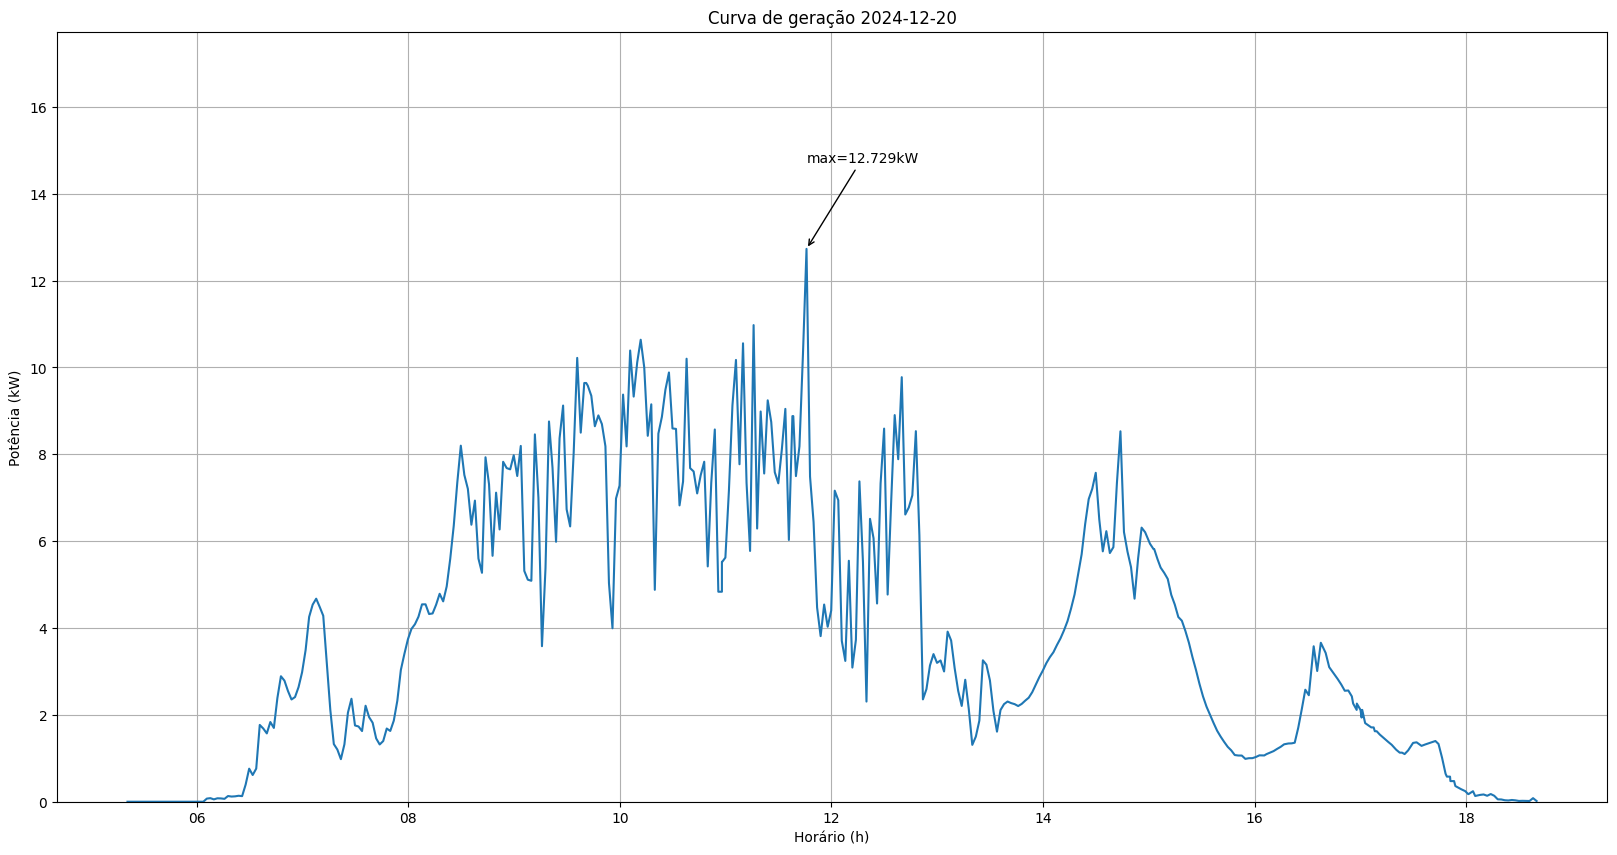 Curva de geração 2024-12-20
16
max=12.729kW
14
12
10
8
6
4
2
0
Potência (kW)
06 08 10 12 14 16 18
Horário (h)